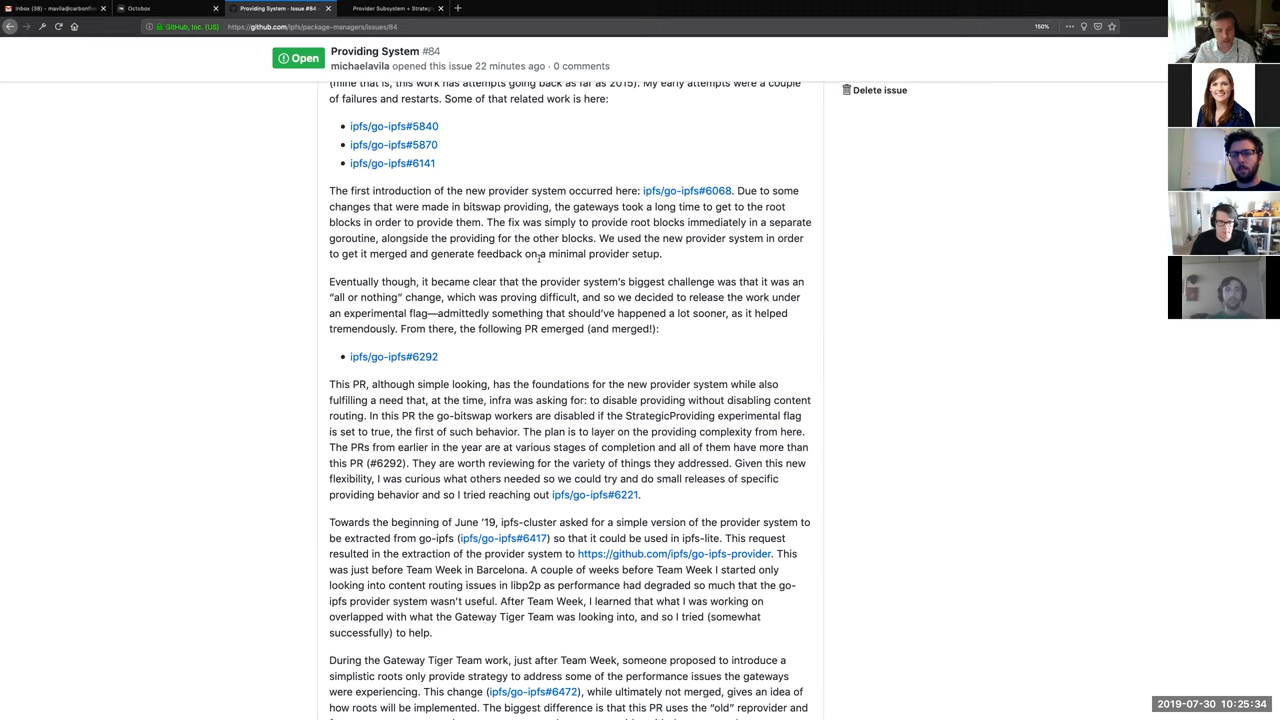 Inbox (38) - mavila@carbonfiv
Octobox
Providing System · Issue #84 ·
Provider Subsystem + Strategi
GitHub, Inc. (US)
https://github.com/ipfs/package-managers/issues/84
150%
Open
Providing System #84
michaelavila opened this issue 22 minutes ago · 0 comments
Delete issue
(mine that is, this work has attempts going back as far as 2015). My early attempts were a couple
of failures and restarts. Some of that related work is here:
• ipfs/go-ipfs#5840
• ipfs/go-ipfs#5870
• ipfs/go-ipfs#6141
The first introduction of the new provider system occurred here: ipfs/go-ipfs#6068. Due to some
changes that were made in bitswap providing, the gateways took a long time to get to the root
blocks in order to provide them. The fix was simply to provide root blocks immediately in a separate
goroutine, alongside the providing for the other blocks. We used the new provider system in order
to get it merged and generate feedback on a minimal provider setup.
Eventually though, it became clear that the provider system's biggest challenge was that it was an
“all or nothing” change, which was proving difficult, and so we decided to release the work under
an experimental flag—admittedly something that should've happened a lot sooner, as it helped
tremendously. From there, the following PR emerged (and merged!):
• ipfs/go-ipfs#6292
This PR, although simple looking, has the foundations for the new provider system while also
fulfilling a need that, at the time, infra was asking for: to disable providing without disabling content
routing. In this PR the go-bitswap workers are disabled if the StrategicProviding experimental flag
is set to true, the first of such behavior. The plan is to layer on the providing complexity from here.
The PRs from earlier in the year are at various stages of completion and all of them have more than
this PR (#6292). They are worth reviewing for the variety of things they addressed. Given this new
flexibility, I was curious what others needed so we could try and do small releases of specific
providing behavior and so I tried reaching out ipfs/go-ipfs#6221.
Towards the beginning of June '19, ipfs-cluster asked for a simple version of the provider system to
be extracted from go-ipfs (ipfs/go-ipfs#6417) so that it could be used in ipfs-lite. This request
resulted in the extraction of the provider system to https://github.com/ipfs/go-ipfs-provider. This
was just before Team Week in Barcelona. A couple of weeks before Team Week I started only
looking into content routing issues in libp2p as performance had degraded so much that the go-
ipfs provider system wasn't useful. After Team Week, I learned that what I was working on
overlapped with what the Gateway Tiger Team was looking into, and so I tried (somewhat
successfully) to help.
During the Gateway Tiger Team work, just after Team Week, someone proposed to introduce a
simplistic roots only provide strategy to address some of the performance issues the gateways
were experiencing. This change (ipfs/go-ipfs#6472), while ultimately not merged, gives an idea of
how roots will be implemented. The biggest difference is that this PR uses the “old” reprovider and
2019-07-30 10:25:34